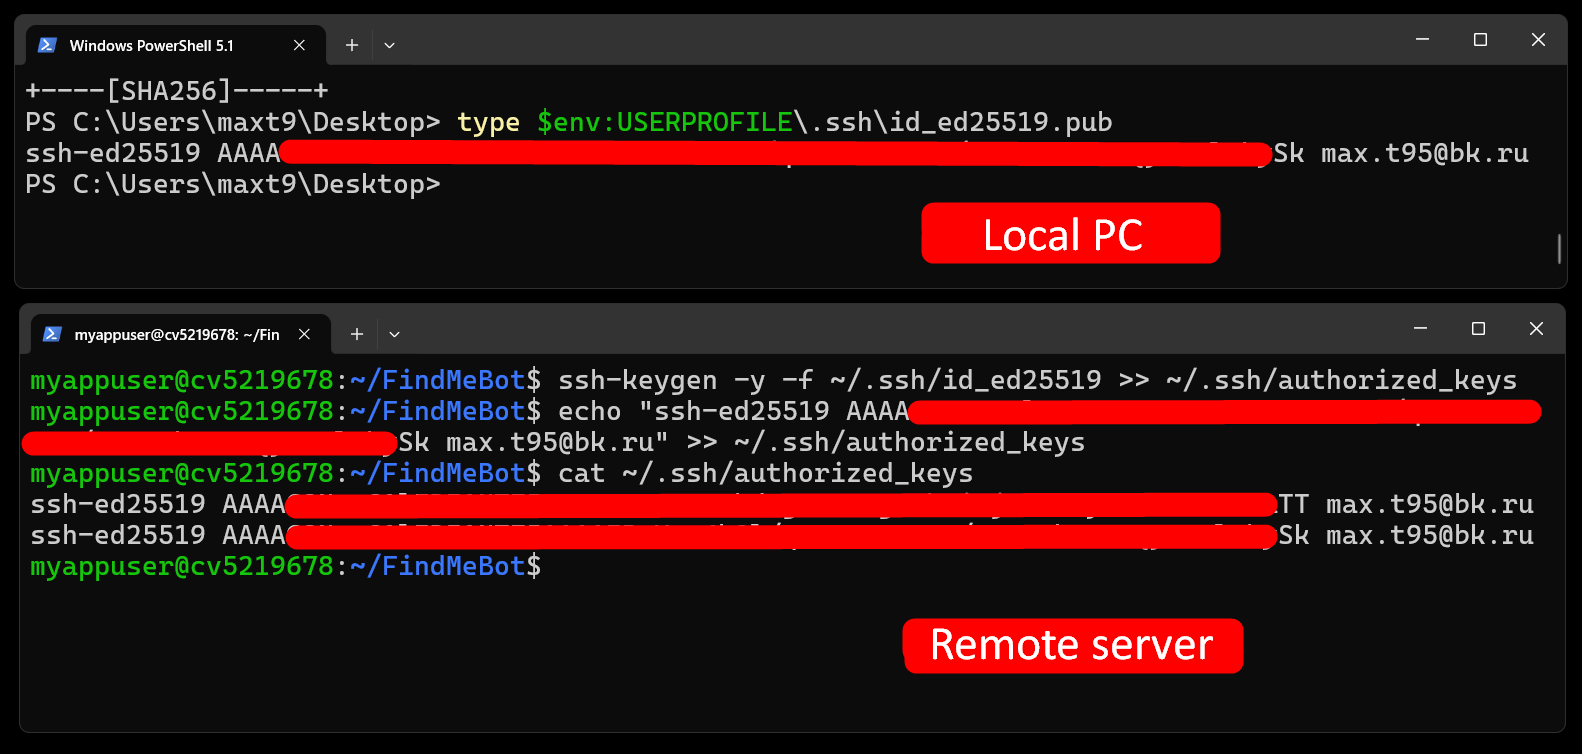 Windows PowerShell 5.1
+----[SHA256]-----+
PS C:\Users\maxt9\Desktop> type $env:USERPROFILE\.ssh\id_ed25519.pub
ssh-ed25519 AAAA Sk max.t95@bk.ru
PS C:\Users\maxt9\Desktop>
Local PC
myappuser@cv5219678: ~/Fin
myappuser@cv5219678:~/FindMeBot$ ssh-keygen -y -f ~/.ssh/id_ed25519 >> ~/.ssh/authorized_keys
myappuser@cv5219678:~/FindMeBot$ echo "ssh-ed25519 AAAA
Sk max.t95@bk.ru" >> ~/.ssh/authorized_keys
myappuser@cv5219678:~/FindMeBot$ cat ~/.ssh/authorized_keys
ssh-ed25519 AAAA TT max.t95@bk.ru
ssh-ed25519 AAAA Sk max.t95@bk.ru
myappuser@cv5219678:~/FindMeBot$
Remote server